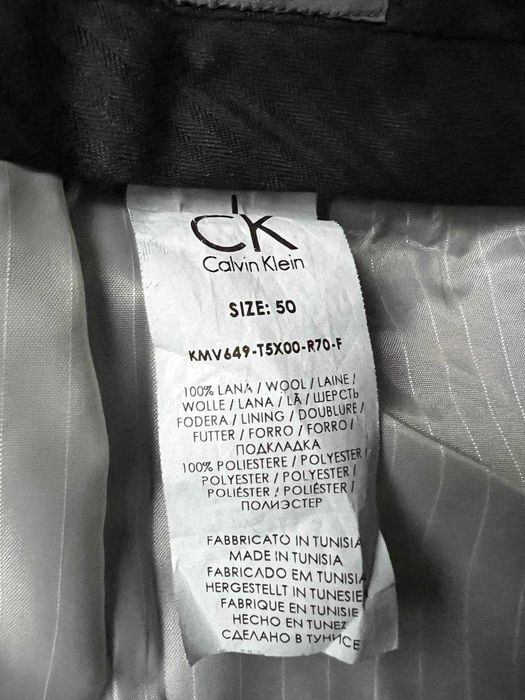 CK
Calvin Klein
SIZE: 50
KMV649-T5X00-R70-F
100% LANA / WOOL / LAINE /
WOLLE / LANA / LÃ / ШЕРСТЬ
FODERA / LINING / DOUBLURE /
FUTTER / FORRO / FORRO /
ПОДКЛАДКА
100% POLIESTERE / POLYESTER /
POLYESTER / POLYESTER /
POLIÉSTER / POLIÉSTER /
ПОЛИЭСТЕР
FABBRICATO IN TUNISIA
MADE IN TUNISIA
FABRICADO EM TUNISIA
HERGESTELLT IN TUNESIE
FABRIQUE EN TUNISIE
HECHO EN TUNEZ
СДЕЛАНО В ТУНИСЕ